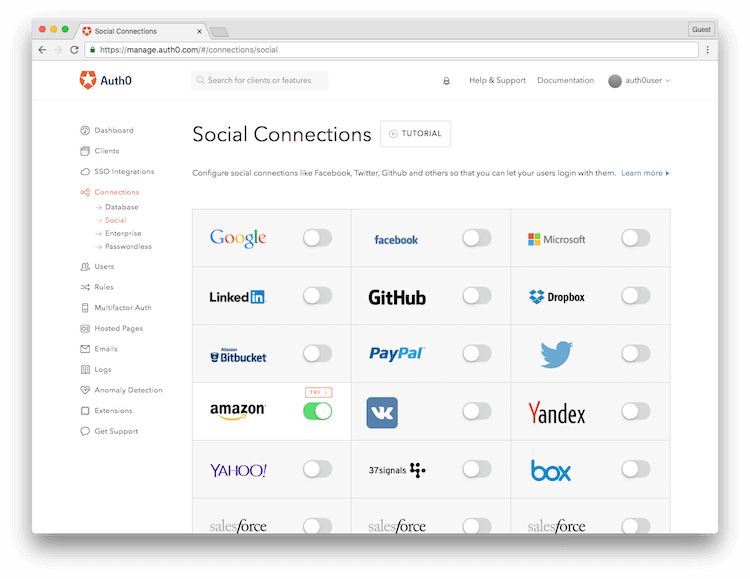 Social Connections
Guest
https://manage.auth0.com/#/connections/social
Auth0
Search for clients or features
Help & Support
Documentation
auth0user
Dashboard
Clients
SSO Integrations
Connections
Database
Social
Enterprise
Passwordless
Users
Rules
Multifactor Auth
Hosted Pages
Emails
Logs
Anomaly Detection
Extensions
Get Support
Social Connections
TUTORIAL
Configure social connections like Facebook, Twitter, Github and others so that you can let your users login with them. Learn more
Google
facebook
Microsoft
Linked in
GitHub
Dropbox
Atlassian
Bitbucket
PayPal
TRY >
amazon
VK
Yandex
YAHOO!
37signals
box
salesforce
salesforce
salesforce